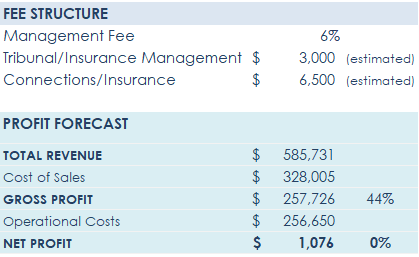 FEE STRUCTURE
Management Fee 6%
Tribunal/Insurance Management $ 3,000 (estimated)
Connections/Insurance $ 6,500 (estimated)
PROFIT FORECAST
TOTAL REVENUE $ 585,731
Cost of Sales $ 328,005
GROSS PROFIT $ 257,726 44%
Operational Costs $ 256,650
NET PROFIT $ 1,076 0%